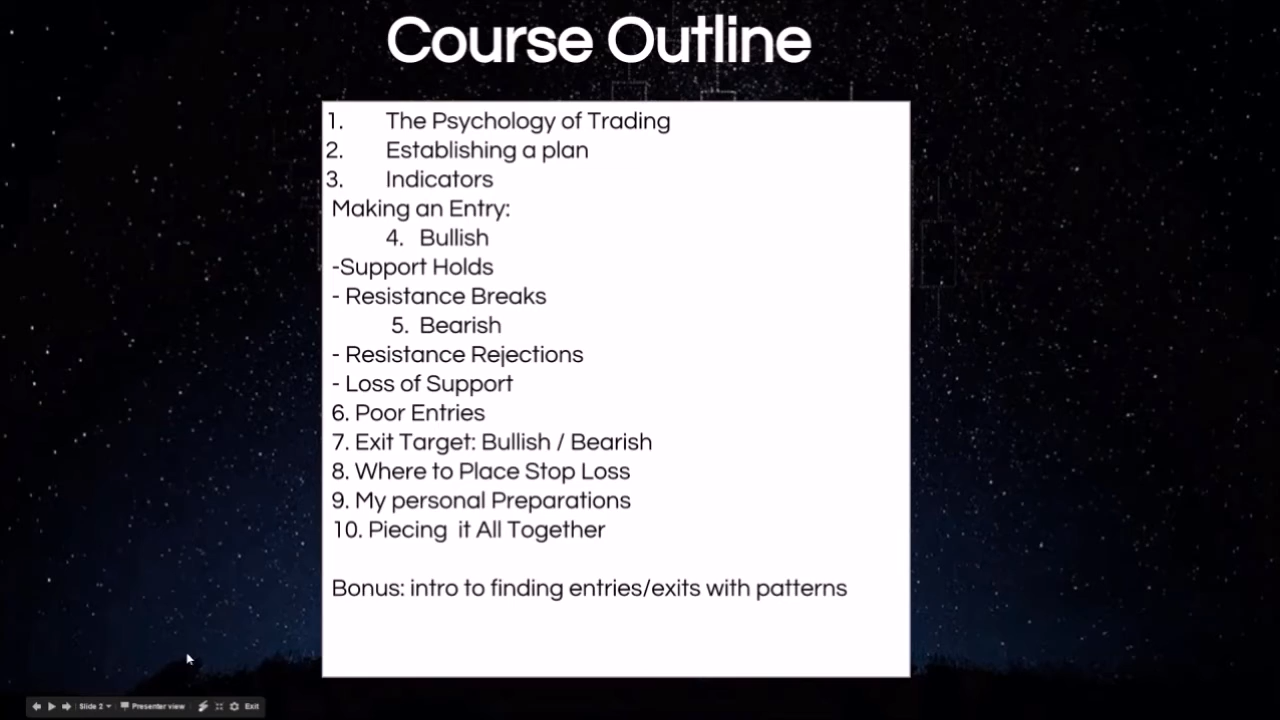 Course Outline
1. The Psychology of Trading
2. Establishing a plan
3. Indicators
Making an Entry:
4. Bullish
-Support Holds
- Resistance Breaks
5. Bearish
- Resistance Rejections
- Loss of Support
6. Poor Entries
7. Exit Target: Bullish / Bearish
8. Where to Place Stop Loss
9. My personal Preparations
10. Piecing it All Together
Bonus: intro to finding entries/exits with patterns
Slide 2 Presenter view Exit